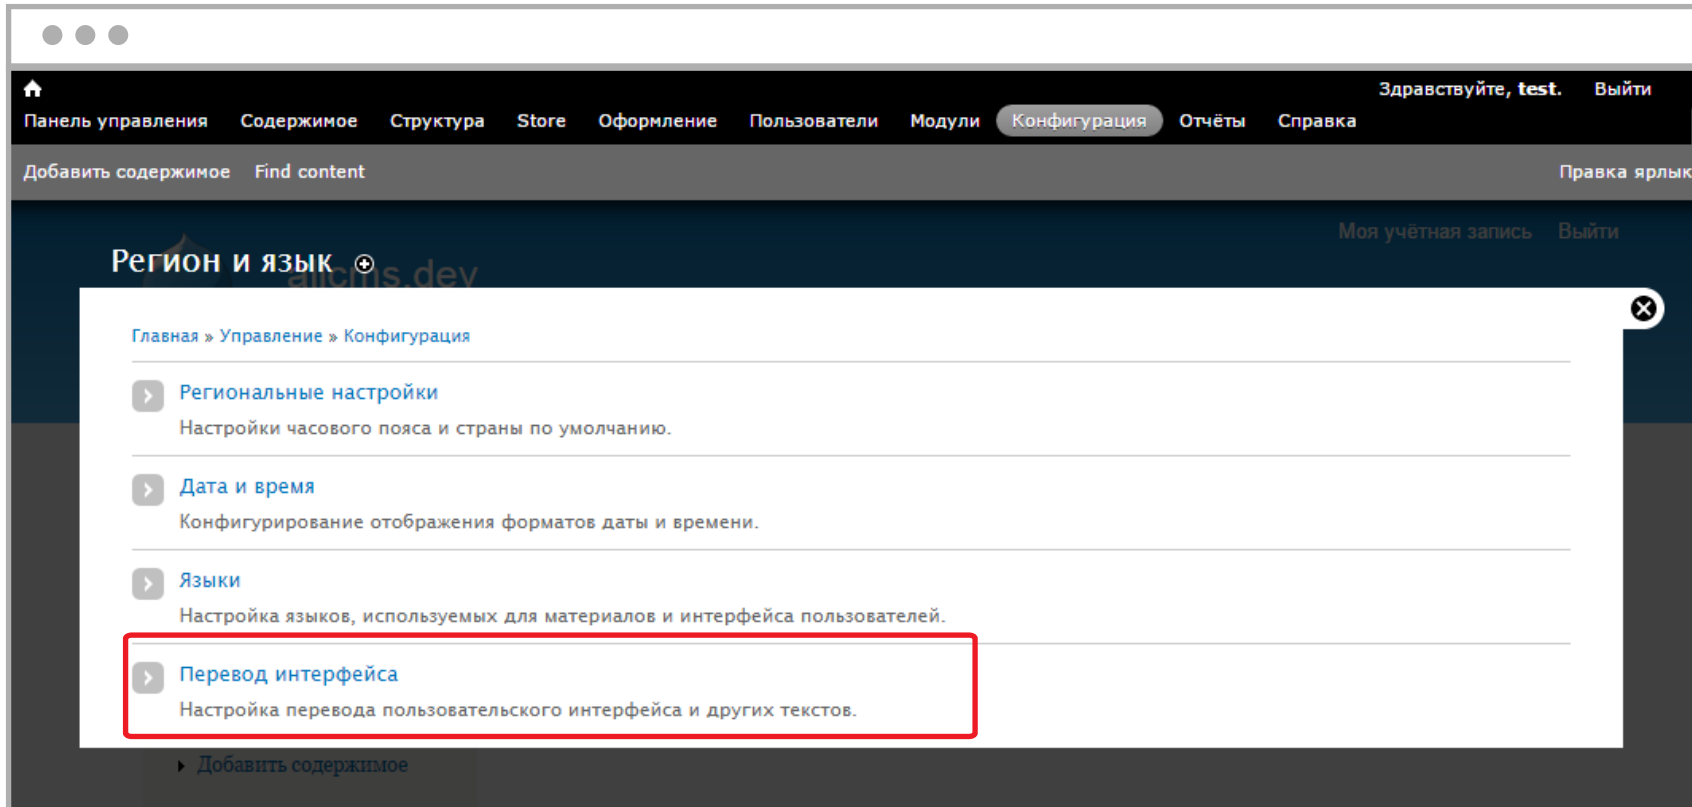 Здравствуйте, test. Выйти
Панель управления Содержимое Структура Store Оформление Пользователи Модули Конфигурация Отчёты Справка
Добавить содержимое Find content Правка ярлык
Моя учётная запись Выйти
Регион и язык
allcms.dev
Главная » Управление » Конфигурация
Региональные настройки
Настройки часового пояса и страны по умолчанию.
Дата и время
Конфигурирование отображения форматов даты и времени.
Языки
Настройка языков, используемых для материалов и интерфейса пользователей.
Перевод интерфейса
Настройка перевода пользовательского интерфейса и других текстов.
Добавить содержимое